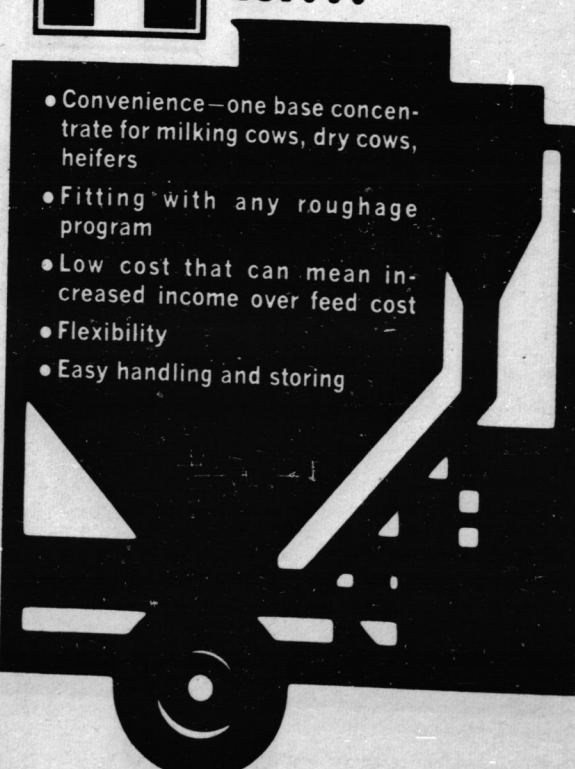 ● Convenience—one base concen-
trate for milking cows, dry cows,
heifers
● Fitting with any roughage
program
● Low cost that can mean in-
creased income over feed cost
● Flexibility
● Easy handling and storing